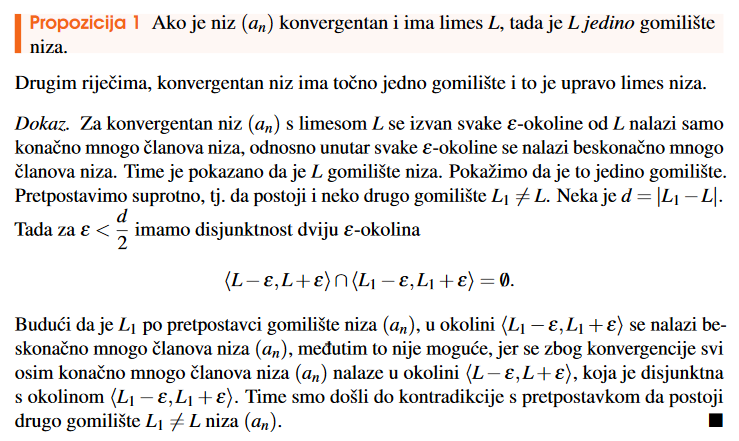 Propozicija 1 Ako je niz (aₙ) konvergentan i ima limes L, tada je L jedino gomilište
niza.
Drugim riječima, konvergentan niz ima točno jedno gomilište i to je upravo limes niza.
Dokaz. Za konvergentan niz (aₙ) s limesom L se izvan svake ε-okoline od L nalazi samo
konačno mnogo članova niza, odnosno unutar svake ε-okoline se nalazi beskonačno mnogo
članova niza. Time je pokazano da je L gomilište niza. Pokažimo da je to jedino gomilište.
Pretpostavimo suprotno, tj. da postoji i neko drugo gomilište L₁ ≠ L. Neka je d = |L₁ − L|.
Tada za ε < d/2 imamo disjunktnost dviju ε-okolina
⟨L−ε, L+ε⟩ ∩ ⟨L₁ −ε, L₁ +ε⟩ = ∅.
Budući da je L₁ po pretpostavci gomilište niza (aₙ), u okolini ⟨L₁ −ε, L₁ +ε⟩ se nalazi be-
skonačno mnogo članova niza (aₙ), međutim to nije moguće, jer se zbog konvergencije svi
osim konačno mnogo članova niza (aₙ) nalaze u okolini ⟨L−ε, L+ε⟩, koja je disjunktna
s okolinom ⟨L₁ −ε, L₁ +ε⟩. Time smo došli do kontradikcije s pretpostavkom da postoji
drugo gomilište L₁ ≠ L niza (aₙ). ■